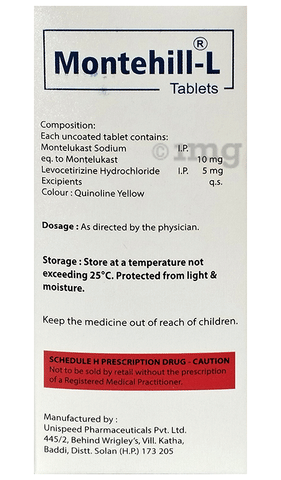 Montehill-L®
Tablets
Composition:
Each uncoated tablet contains:
Montelukast Sodium I.P.
eq. to Montelukast 10 mg
Levocetirizine Hydrochloride I.P. 5 mg
Excipients q.s.
Colour : Quinoline Yellow
© 1mg
Dosage : As directed by the physician.
Storage : Store at a temperature not
exceeding 25°C. Protected from light &
moisture.
Keep the medicine out of reach of children.
SCHEDULE H PRESCRIPTION DRUG - CAUTION
Not to be sold by retail without the prescription
of a Registered Medical Practitioner.
Manufactured by :
Unispeed Pharmaceuticals Pvt. Ltd.
445/2, Behind Wrigley's, Vill. Katha,
Baddi, Distt. Solan (H.P.) 173 205